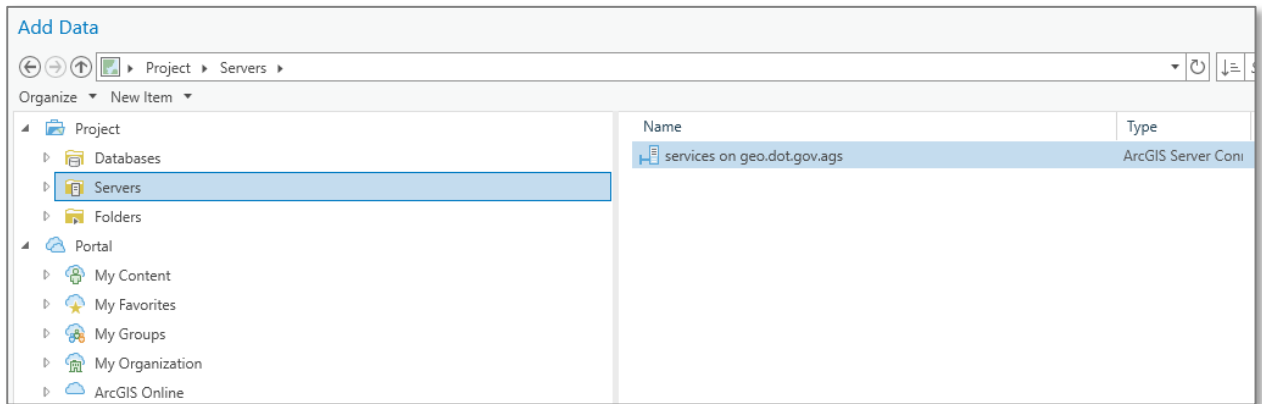 Add Data
Project Servers
Organize New Item
Project
Databases
Servers
Folders
Portal
My Content
My Favorites
My Groups
My Organization
ArcGIS Online
Name Type
services on geo.dot.gov.ags ArcGIS Server